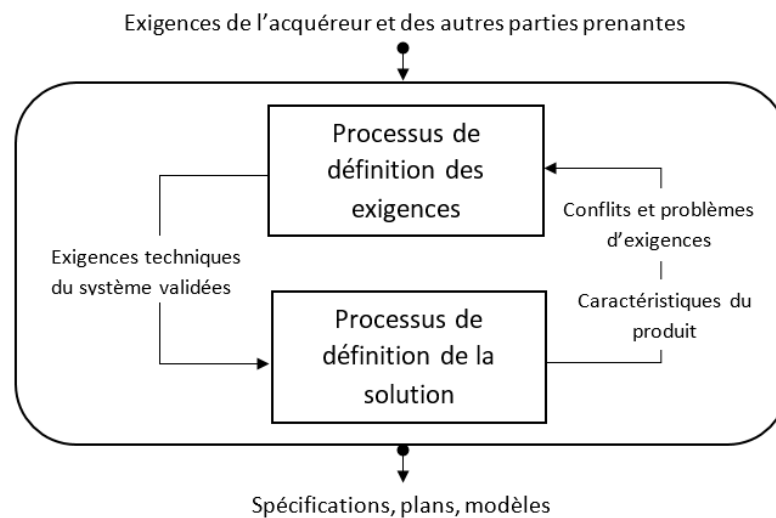 Exigences de l’acquéreur et des autres parties prenantes
Processus de
définition des
exigences
Conflits et problèmes
d’exigences
Exigences techniques
du système validées
Caractéristiques du
produit
Processus de
définition de la
solution
Spécifications, plans, modèles